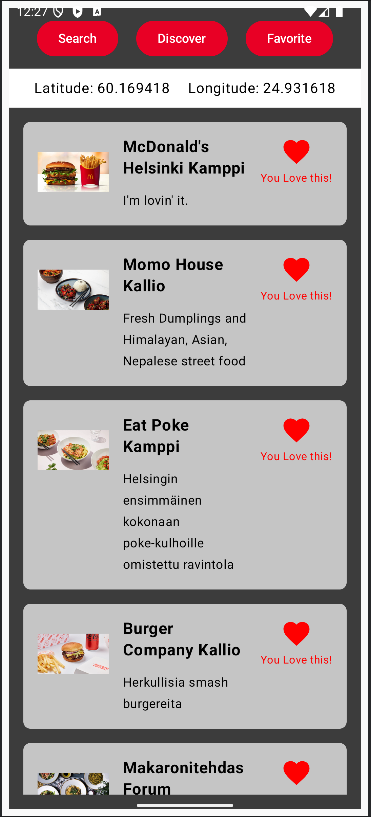 12:27
Search Discover Favorite
Latitude: 60.169418 Longitude: 24.931618
McDonald's
Helsinki Kamppi
I'm lovin' it.
You Love this!
Momo House
Kallio
Fresh Dumplings and
Himalayan, Asian,
Nepalese street food
You Love this!
Eat Poke
Kamppi
Helsingin
ensimmäinen
kokonaan
poke-kulhoille
omistettu ravintola
You Love this!
Burger
Company Kallio
Herkullisia smash
burgereita
You Love this!
Makaronitehdas
Forum